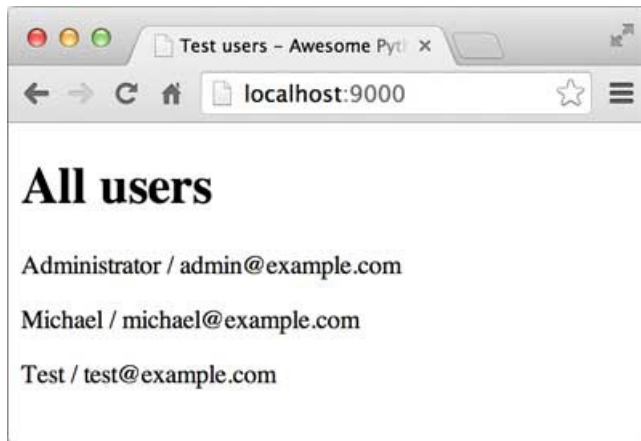 Test users - Awesome Pyt
localhost:9000
All users
Administrator / admin@example.com
Michael / michael@example.com
Test / test@example.com